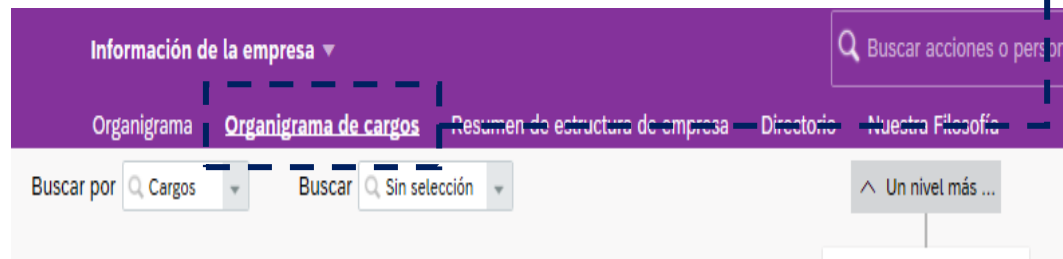 Información de la empresa
Buscar acciones o person
Organigrama Organigrama de cargos Resumen de estructura de empresa Directorio Nuestra Filosofía
Buscar por Cargos Buscar Sin selección Un nivel más ...